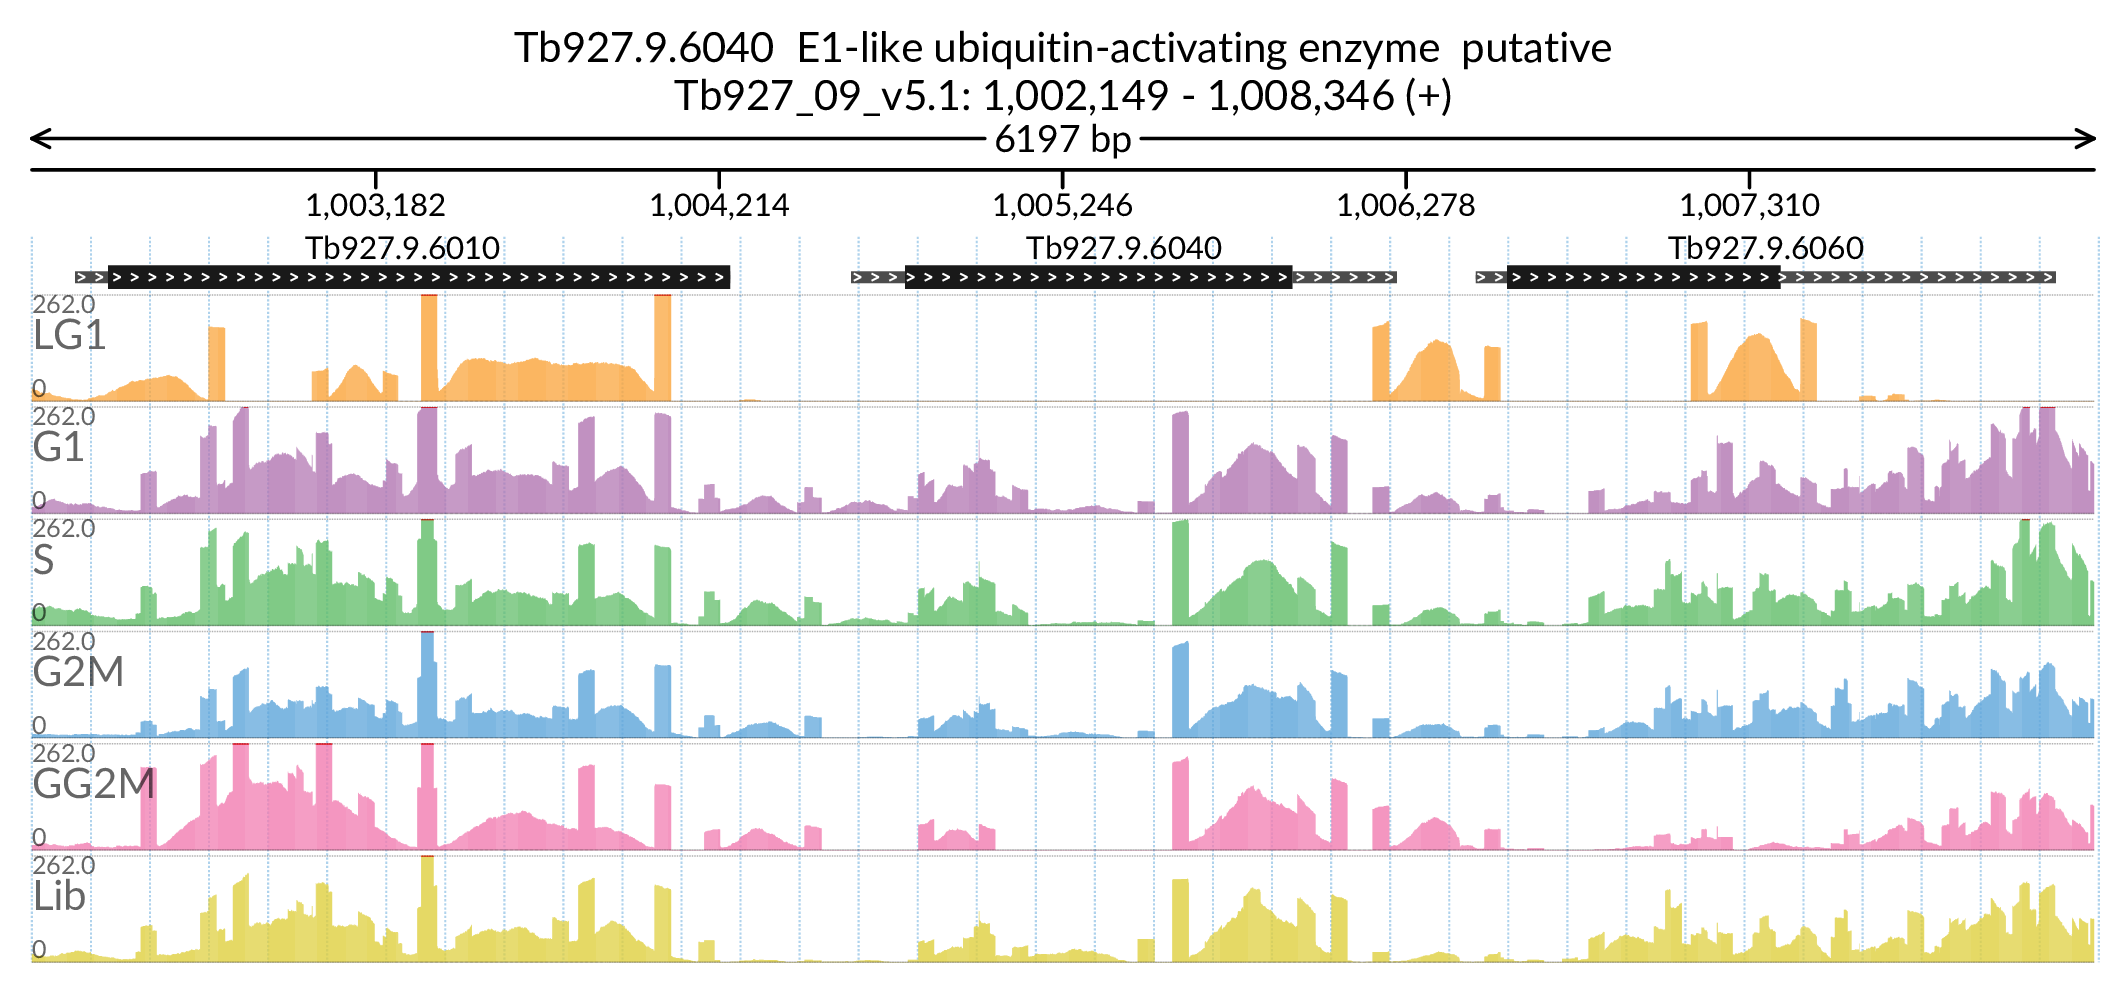 Tb927.9.6040  E1-like ubiquitin-activating enzyme  putative
Tb927_09_v5.1: 1,002,149 - 1,008,346 (+)
6197 bp
1,003,182 1,004,214 1,005,246 1,006,278 1,007,310
Tb927.9.6010 Tb927.9.6040 Tb927.9.6060
262.0
LG1
0
262.0
G1
0
262.0
S
0
262.0
G2M
0
262.0
GG2M
0
262.0
Lib
0